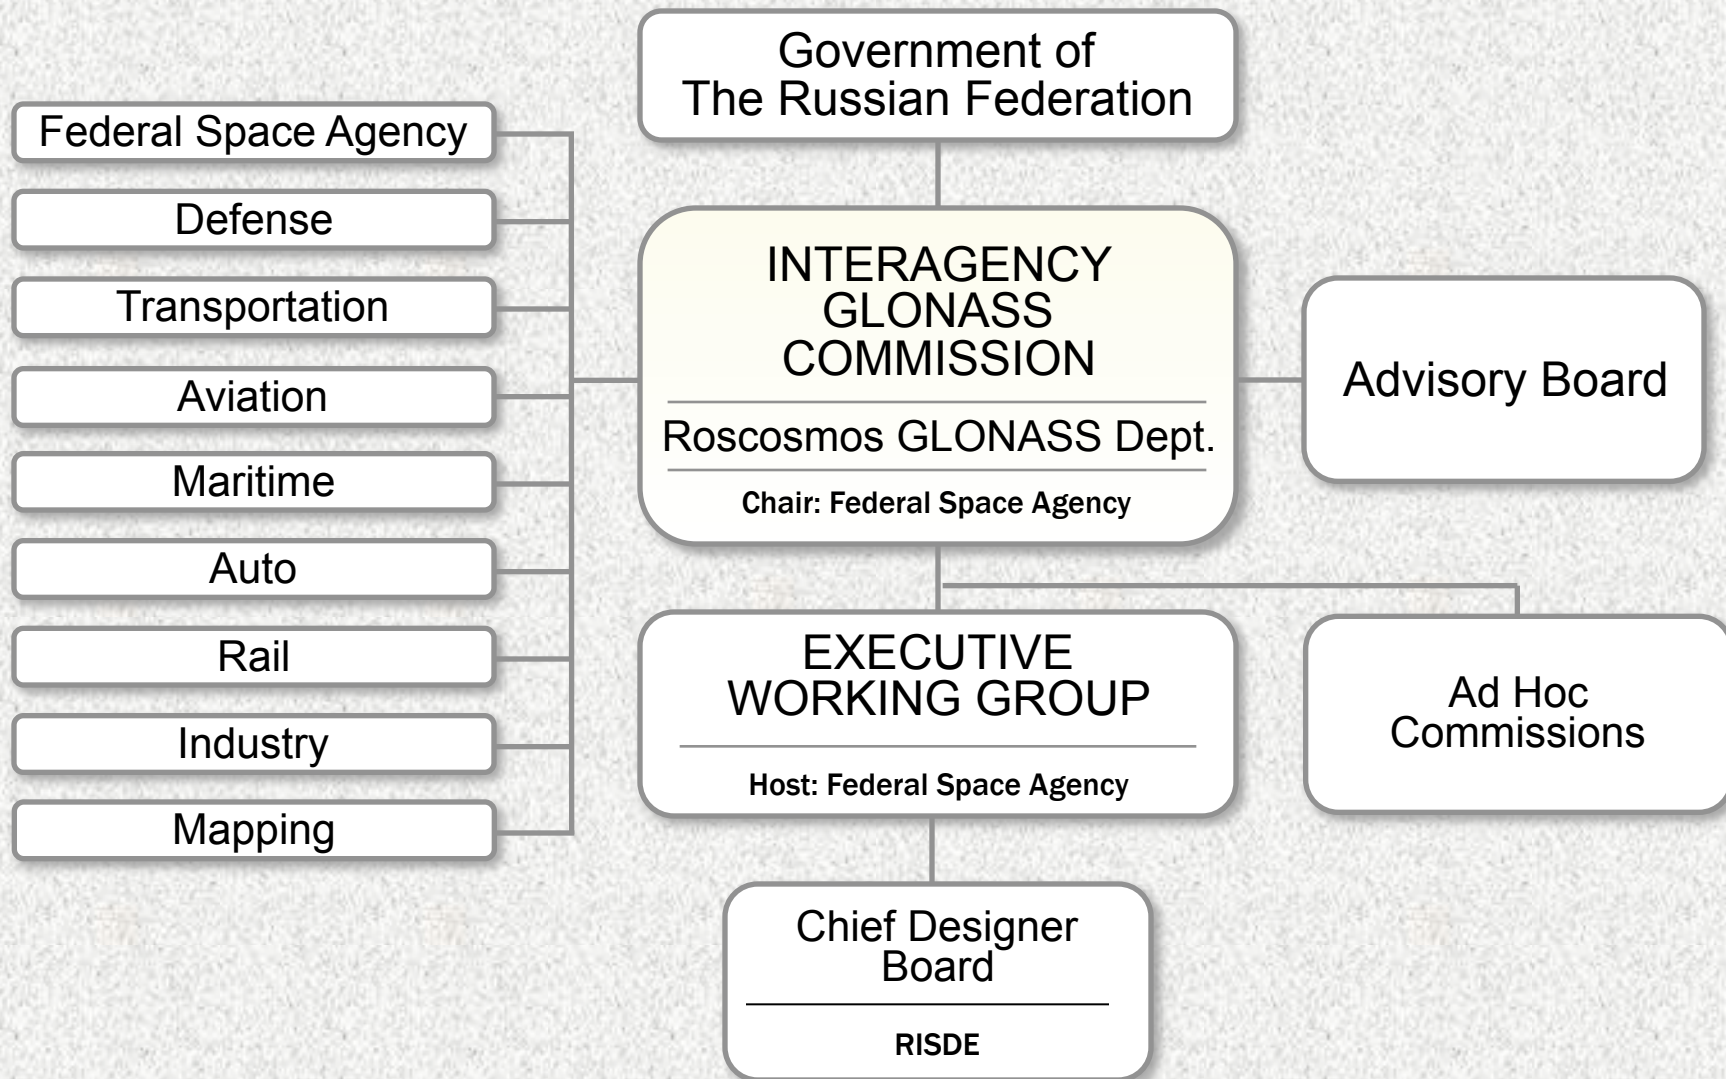 Government of
The Russian Federation
Federal Space Agency
Defense
Transportation
Aviation
Maritime
Auto
Rail
Industry
Mapping
INTERAGENCY
GLONASS
COMMISSION
Roscosmos GLONASS Dept.
Chair: Federal Space Agency
Advisory Board
EXECUTIVE
WORKING GROUP
Host: Federal Space Agency
Ad Hoc
Commissions
Chief Designer
Board
RISDE